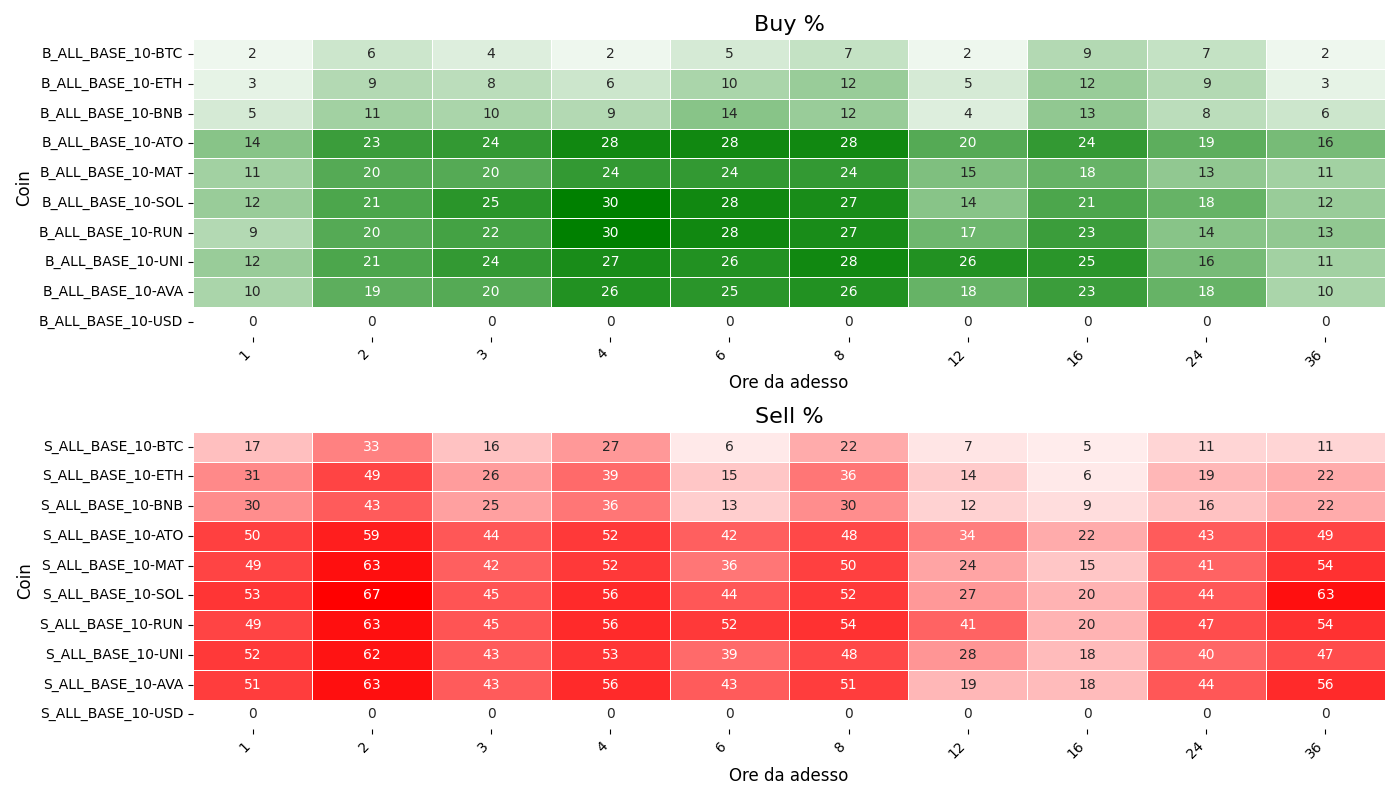 Buy %
Coin
B_ALL_BASE_10-BTC 2 6 4 2 5 7 2 9 7 2
B_ALL_BASE_10-ETH 3 9 8 6 10 12 5 12 9 3
B_ALL_BASE_10-BNB 5 11 10 9 14 12 4 13 8 6
B_ALL_BASE_10-ATO 14 23 24 28 28 28 20 24 19 16
B_ALL_BASE_10-MAT 11 20 20 24 24 24 15 18 13 11
B_ALL_BASE_10-SOL 12 21 25 30 28 27 14 21 18 12
B_ALL_BASE_10-RUN 9 20 22 30 28 27 17 23 14 13
B_ALL_BASE_10-UNI 12 21 24 27 26 28 26 25 16 11
B_ALL_BASE_10-AVA 10 19 20 26 25 26 18 23 18 10
B_ALL_BASE_10-USD 0 0 0 0 0 0 0 0 0 0
1 2 3 4 6 8 12 16 24 36
Ore da adesso
Sell %
Coin
S_ALL_BASE_10-BTC 17 33 16 27 6 22 7 5 11 11
S_ALL_BASE_10-ETH 31 49 26 39 15 36 14 6 19 22
S_ALL_BASE_10-BNB 30 43 25 36 13 30 12 9 16 22
S_ALL_BASE_10-ATO 50 59 44 52 42 48 34 22 43 49
S_ALL_BASE_10-MAT 49 63 42 52 36 50 24 15 41 54
S_ALL_BASE_10-SOL 53 67 45 56 44 52 27 20 44 63
S_ALL_BASE_10-RUN 49 63 45 56 52 54 41 20 47 54
S_ALL_BASE_10-UNI 52 62 43 53 39 48 28 18 40 47
S_ALL_BASE_10-AVA 51 63 43 56 43 51 19 18 44 56
S_ALL_BASE_10-USD 0 0 0 0 0 0 0 0 0 0
1 2 3 4 6 8 12 16 24 36
Ore da adesso